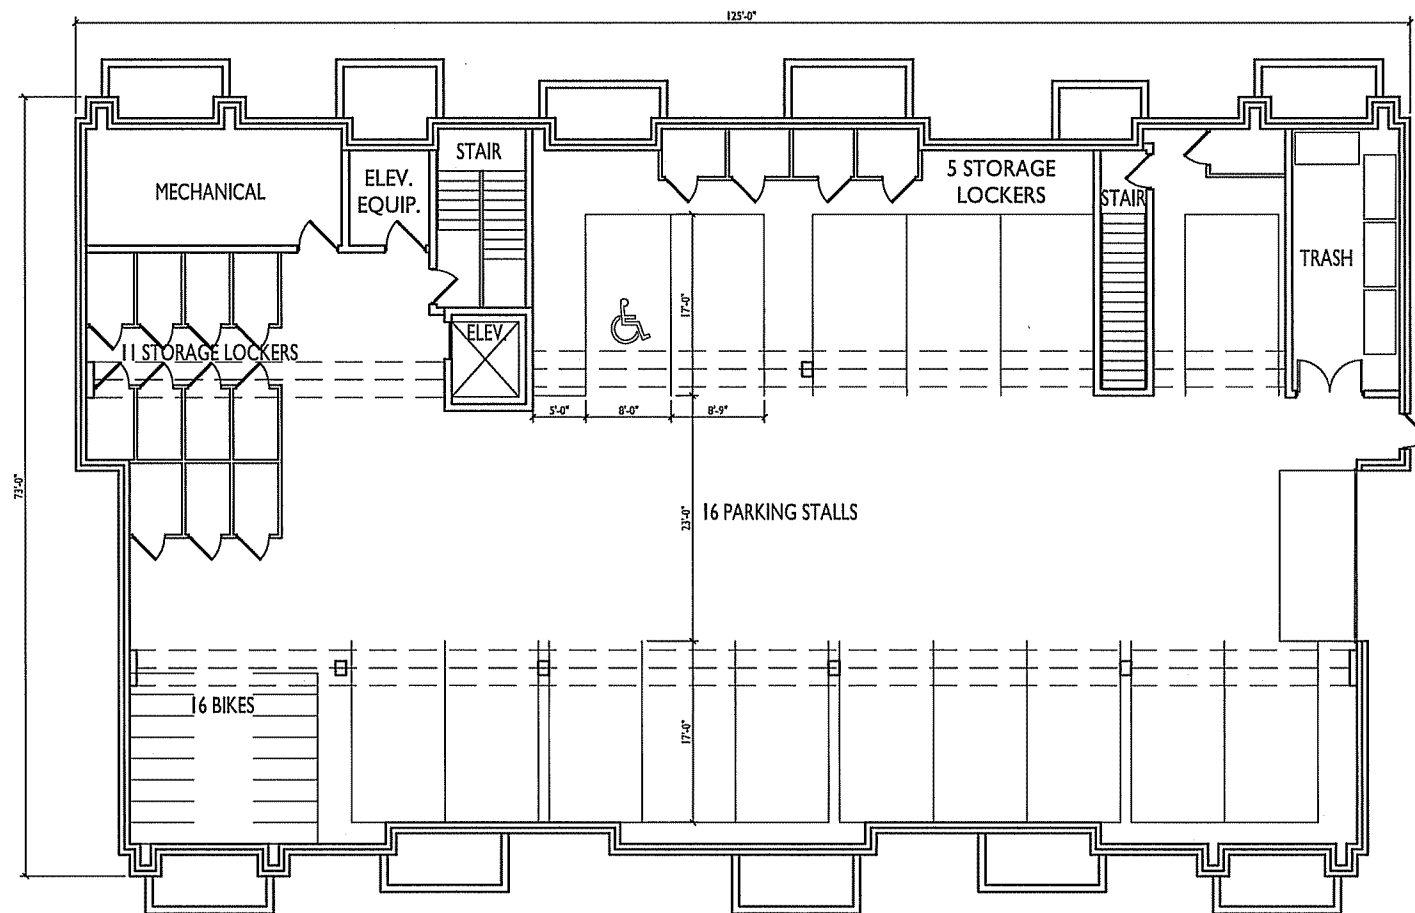 125'-0"
STAIR
MECHANICAL
ELEV.
EQUIP.
5 STORAGE
LOCKERS
STAIR
TRASH
17'-0"
ELEV.
11 STORAGE LOCKERS
5'-0"
8'-0"
8'-9"
73'-0"
23'-0"
16 PARKING STALLS
16 BIKES
17'-0"